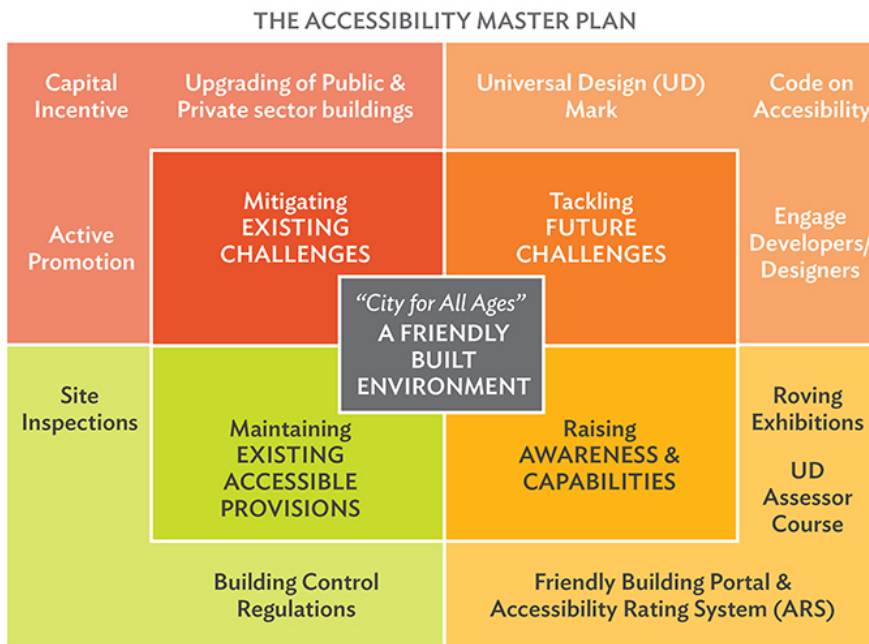 THE ACCESSIBILITY MASTER PLAN
Capital
Incentive
Upgrading of Public &
Private sector buildings
Universal Design (UD)
Mark
Code on
Accesibility
Active
Promotion
Mitigating
EXISTING
CHALLENGES
Tackling
FUTURE
CHALLENGES
Engage
Developers/
Designers
“City for All Ages”
A FRIENDLY
BUILT
ENVIRONMENT
Site
Inspections
Maintaining
EXISTING
ACCESSIBLE
PROVISIONS
Raising
AWARENESS &
CAPABILITIES
Roving
Exhibitions
UD
Assessor
Course
Building Control
Regulations
Friendly Building Portal &
Accessibility Rating System (ARS)